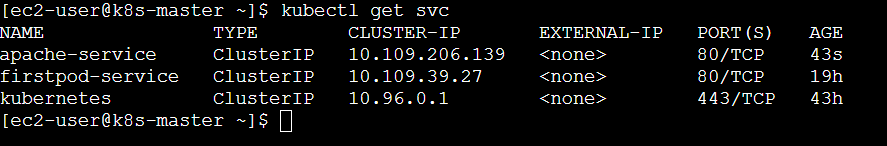 [ec2-user@k8s-master ~]$ kubectl get svc
NAME TYPE CLUSTER-IP EXTERNAL-IP PORT(S) AGE
apache-service ClusterIP 10.109.206.139 <none> 80/TCP 43s
firstpod-service ClusterIP 10.109.39.27 <none> 80/TCP 19h
kubernetes ClusterIP 10.96.0.1 <none> 443/TCP 43h
[ec2-user@k8s-master ~]$